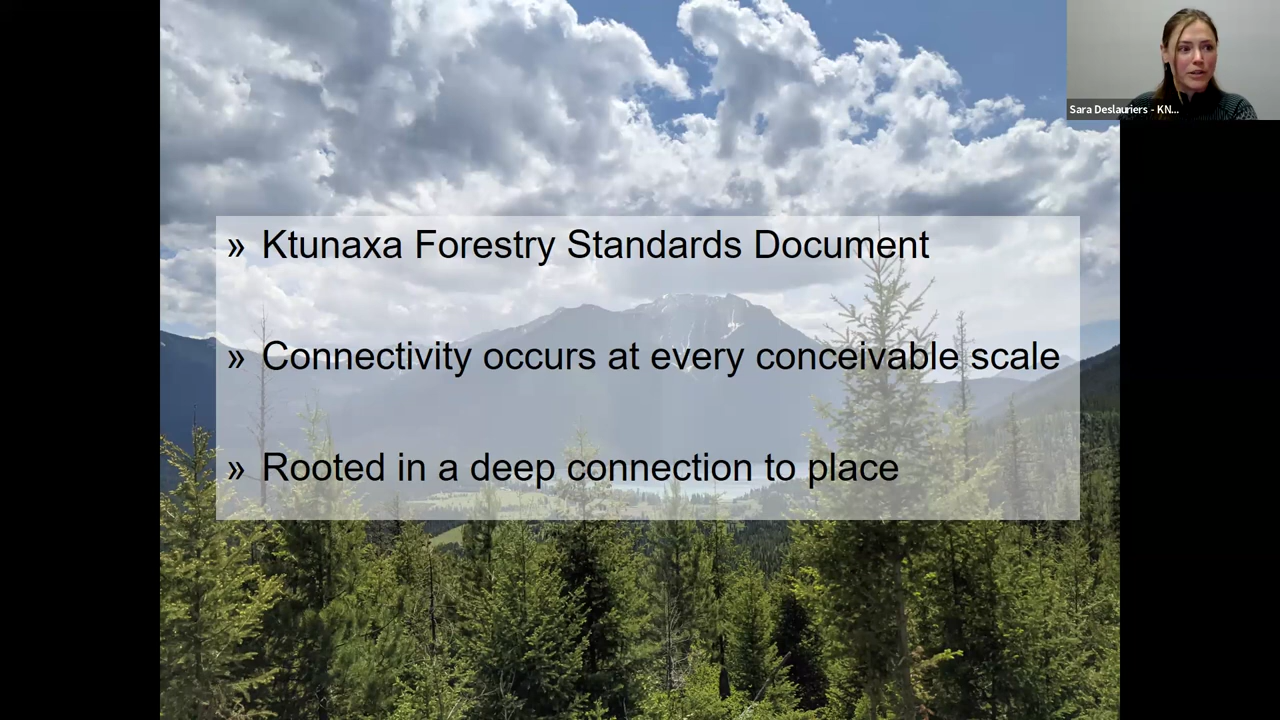 Sara Deslauriers - KN...
» Ktunaxa Forestry Standards Document
» Connectivity occurs at every conceivable scale
» Rooted in a deep connection to place